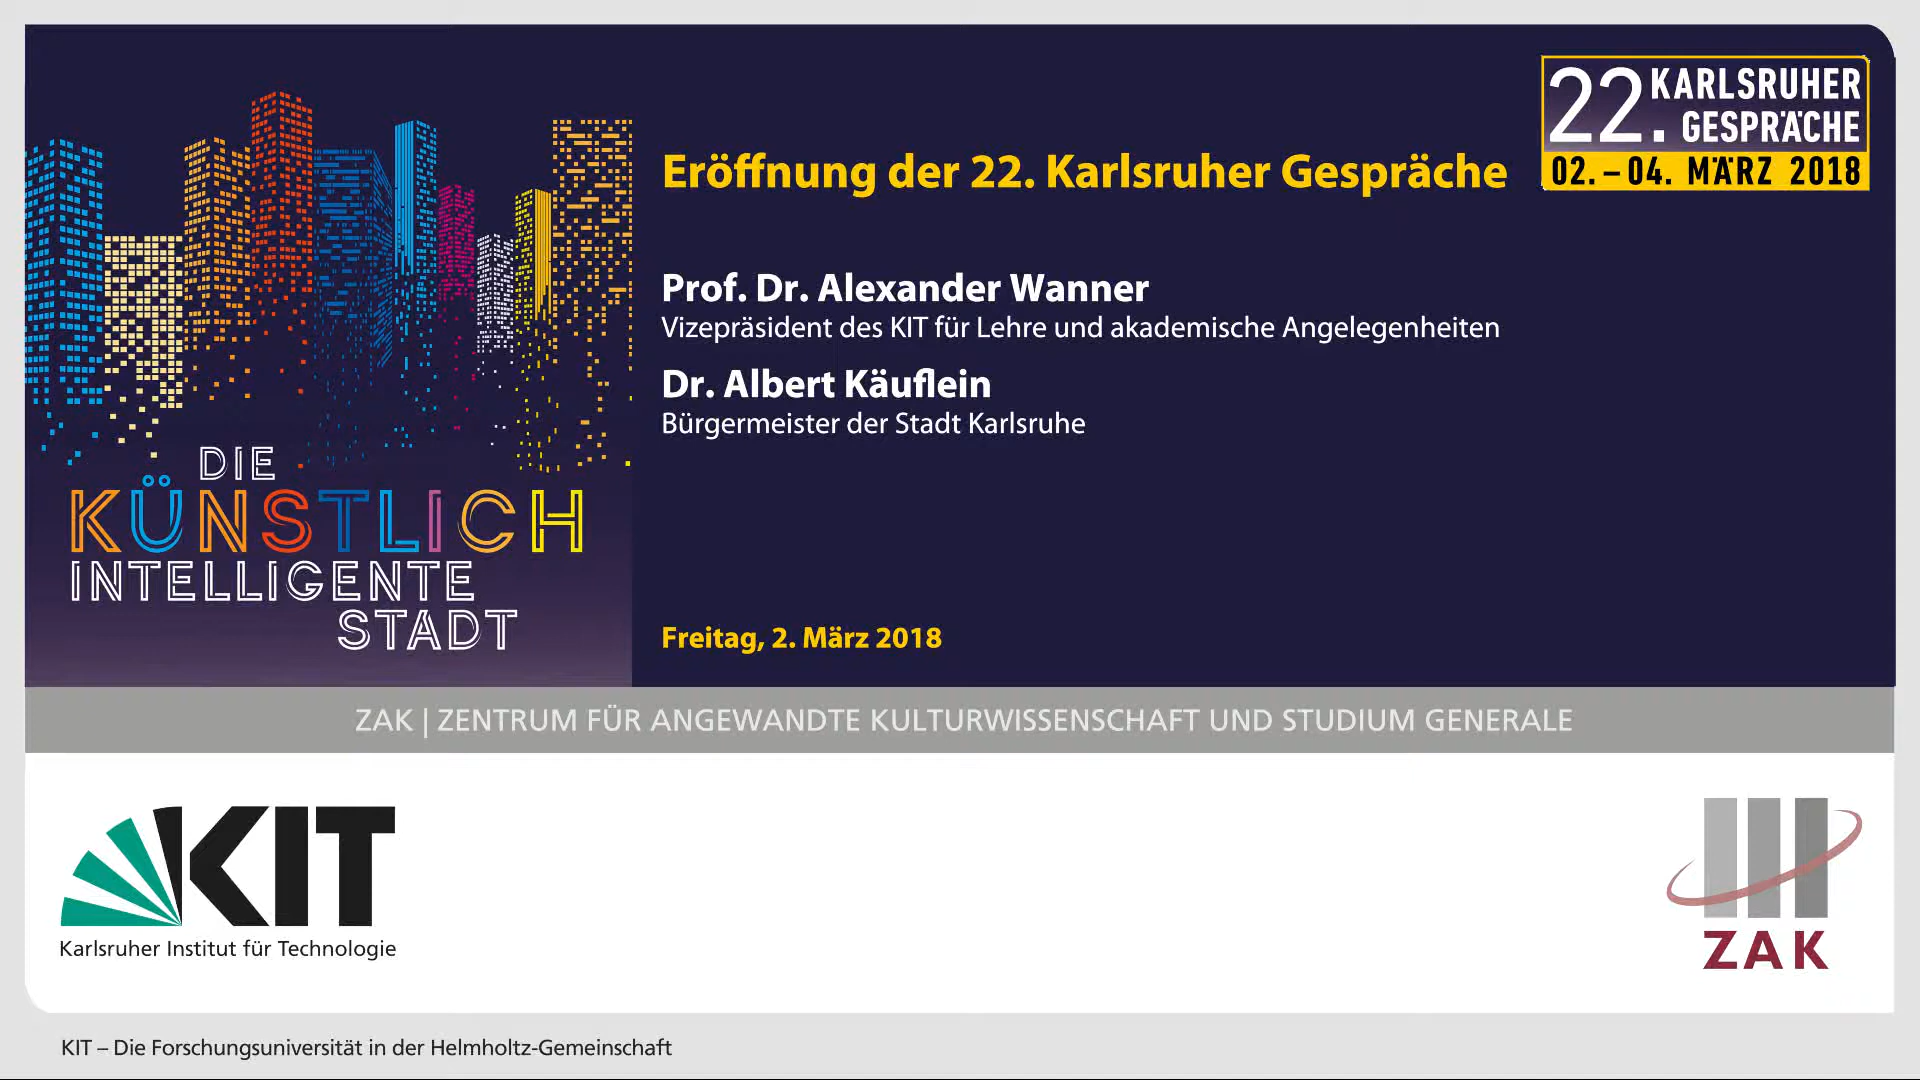 22. KARLSRUHER
GESPRÄCHE
02. – 04. MÄRZ 2018
Eröffnung der 22. Karlsruher Gespräche
Prof. Dr. Alexander Wanner
Vizepräsident des KIT für Lehre und akademische Angelegenheiten
Dr. Albert Käuflein
Bürgermeister der Stadt Karlsruhe
DIE
KÜNSTLICH
INTELLIGENTE
STADT
Freitag, 2. März 2018
ZAK | ZENTRUM FÜR ANGEWANDTE KULTURWISSENSCHAFT UND STUDIUM GENERALE
KIT
Karlsruher Institut für Technologie
ZAK
KIT – Die Forschungsuniversität in der Helmholtz-Gemeinschaft